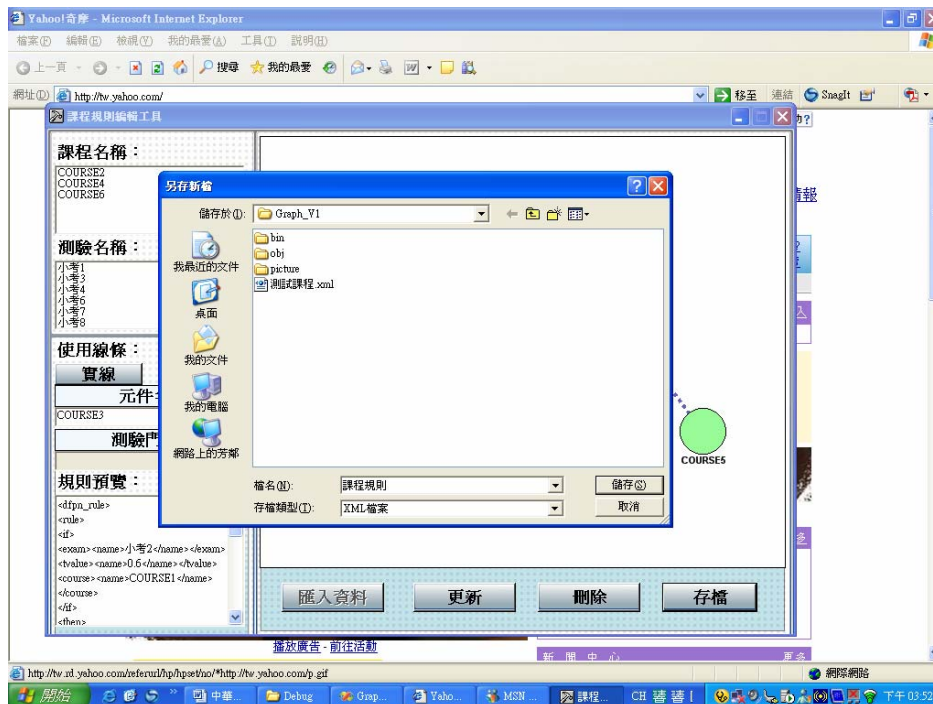 Yahoo!奇摩 - Microsoft Internet Explorer
檔案(F) 編輯(E) 檢視(V) 我的最愛(A) 工具(T) 說明(H)
上一頁 搜尋 我的最愛
網址(D) http://tw.yahoo.com/ 移至 連結 SnagIt
課程規則編輯工具
課程名稱：
COURSE2
COURSE4
COURSE6
測驗名稱：
小考1
小考3
小考4
小考6
小考7
小考8
使用線條：
實線
元件
COURSE3
測驗門
規則預覽：
<dfpn_rule>
<rule>
<if>
<exam><name>小考2</name></exam>
<tvalue><name>0.6</name></tvalue>
<course><name>COURSE1</name>
</course>
</if>
<then>
另存新檔
儲存於(I): Graph_V1
我最近的文件
桌面
我的文件
我的電腦
網路上的芳鄰
bin
obj
picture
測試課程.xml
檔名(N): 課程規則 儲存(S)
存檔類型(T): XML檔案 取消
COURSE5
匯入資料 更新 刪除 存檔
情報
入
播放廣告 - 前往活動
新聞中心 更多
http://tw.rd.yahoo.com/referurl/hp/hpset/no/*http://tw.yahoo.com/p.gif 網際網路
開始 中華... Debug Grap... Yaho... MSN ... 課程... CH 下午 03:52